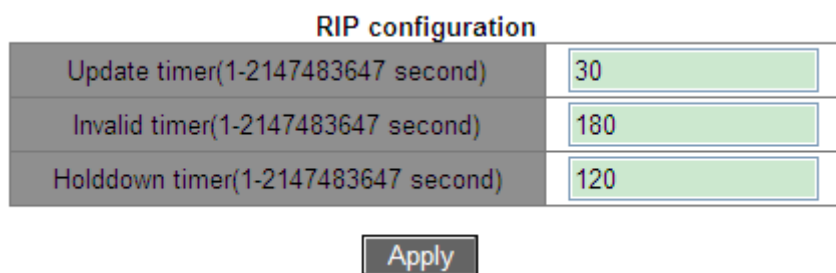 RIP configuration
Update timer(1-2147483647 second) 30
Invalid timer(1-2147483647 second) 180
Holddown timer(1-2147483647 second) 120
Apply